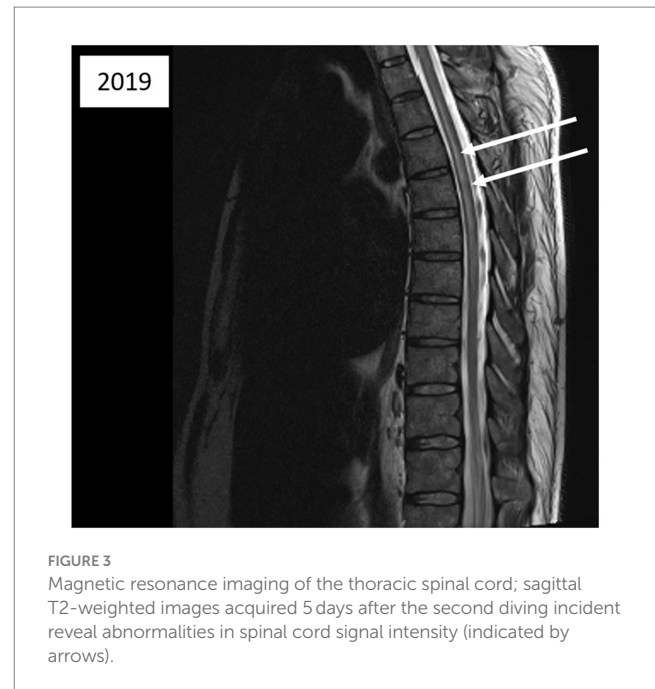 2019
FIGURE 3
Magnetic resonance imaging of the thoracic spinal cord; sagittal
T2-weighted images acquired 5 days after the second diving incident
reveal abnormalities in spinal cord signal intensity (indicated by
arrows).